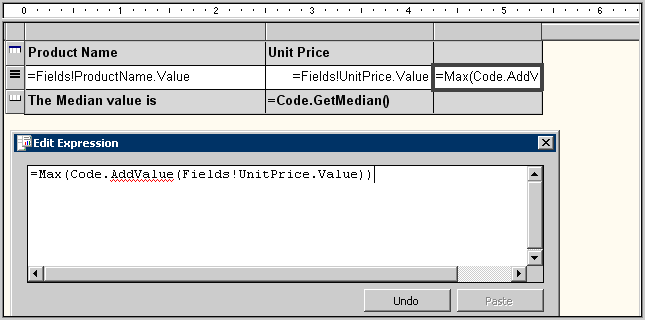 0 1 2 3 4 5 6
Product Name Unit Price
=Fields!ProductName.Value =Fields!UnitPrice.Value =Max(Code.AddV
The Median value is =Code.GetMedian()
Edit Expression
=Max(Code.AddValue(Fields!UnitPrice.Value))
Undo Paste